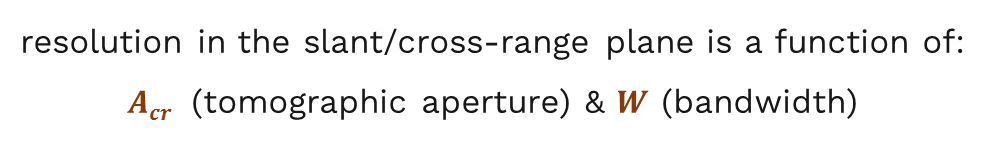 resolution in the slant/cross-range plane is a function of:
A_cr (tomographic aperture) & W (bandwidth)